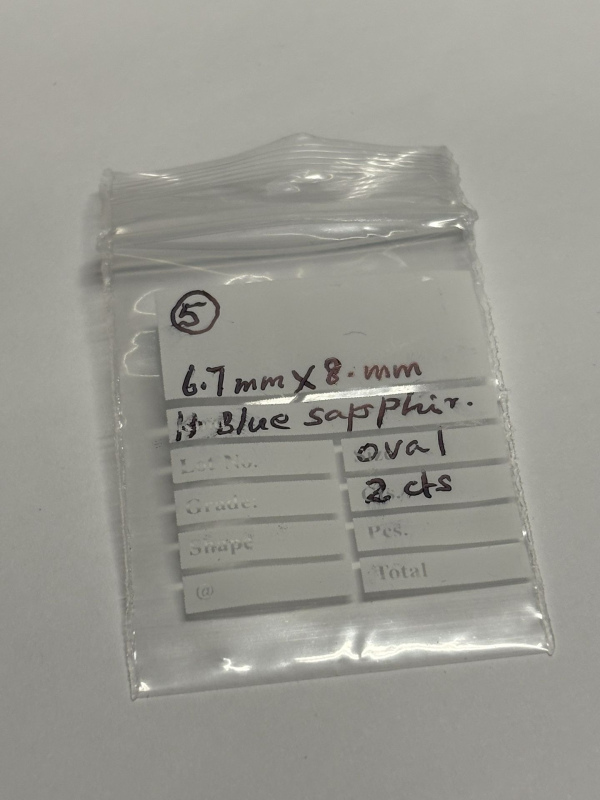 5
6.7mm X 8.mm
H. Blue sapphir.
Lot No.
oval
Grade.
2 cts
Shape
Pcs.
@
Total